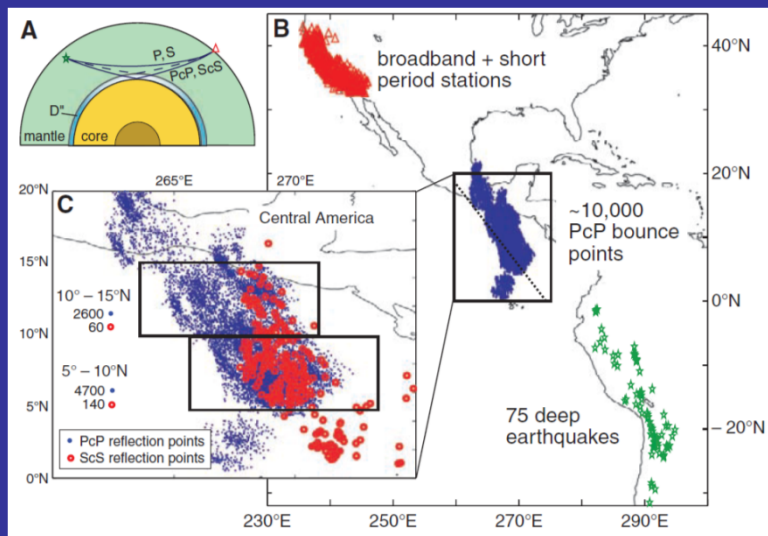 A
P,S
PcP, ScS
D"
mantle
core
B
broadband + short
period stations
40°N
20°N
~10,000
PcP bounce
points
0°N
75 deep
earthquakes
20°N
230°E
250°E
270°E
290°E
265°E
270°E
C
Central America
20°N
15°N
10°N
5°N
0°N
10° – 15°N
2600
60
5° – 10°N
4700
140
PcP reflection points
ScS reflection points